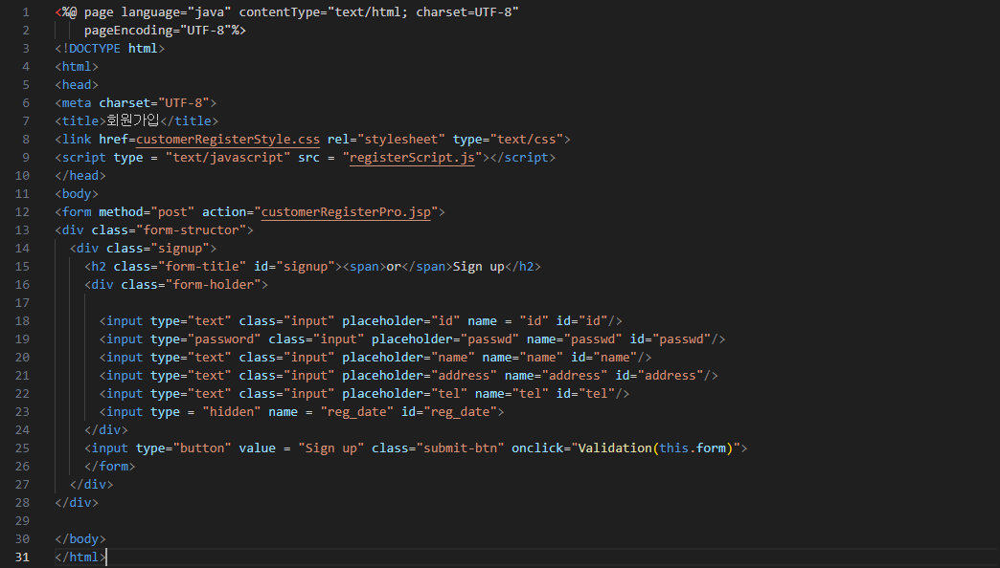 1 <%@ page language="java" contentType="text/html; charset=UTF-8"
2 pageEncoding="UTF-8"%>
3 <!DOCTYPE html>
4 <html>
5 <head>
6 <meta charset="UTF-8">
7 <title>회원가입</title>
8 <link href=customerRegisterStyle.css rel="stylesheet" type="text/css">
9 <script type = "text/javascript" src = "registerScript.js"></script>
10 </head>
11 <body>
12 <form method="post" action="customerRegisterPro.jsp">
13 <div class="form-structor">
14 <div class="signup">
15 <h2 class="form-title" id="signup"><span>or</span>Sign up</h2>
16 <div class="form-holder">
17
18 <input type="text" class="input" placeholder="id" name = "id" id="id"/>
19 <input type="password" class="input" placeholder="passwd" name="passwd" id="passwd"/>
20 <input type="text" class="input" placeholder="name" name="name" id="name"/>
21 <input type="text" class="input" placeholder="address" name="address" id="address"/>
22 <input type="text" class="input" placeholder="tel" name="tel" id="tel"/>
23 <input type = "hidden" name = "reg_date" id="reg_date">
24 </div>
25 <input type="button" value = "Sign up" class="submit-btn" onclick="Validation(this.form)">
26 </form>
27 </div>
28 </div>
29
30 </body>
31 </html>